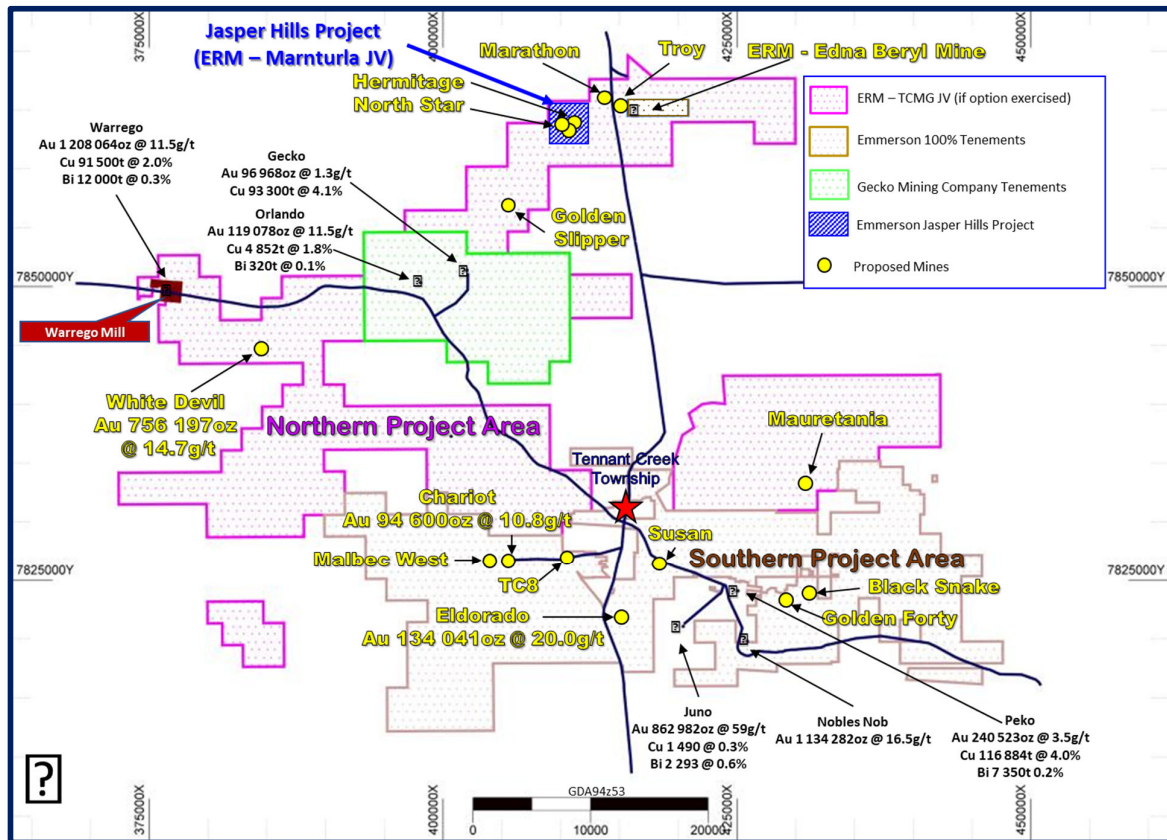 375000X
400000X
425000X
450000X
Jasper Hills Project
(ERM – Marnturla JV)
Marathon
Troy
ERM - Edna Beryl Mine
Hermitage
North Star
ERM – TCMG JV (if option exercised)
Emmerson 100% Tenements
Gecko Mining Company Tenements
Emmerson Jasper Hills Project
Proposed Mines
Warrego
Au 1 208 064oz @ 11.5g/t
Cu 91 500t @ 2.0%
Bi 12 000t @ 0.3%
Gecko
Au 96 968oz @ 1.3g/t
Cu 93 300t @ 4.1%
Orlando
Au 119 078oz @ 11.5g/t
Cu 4 852t @ 1.8%
Bi 320t @ 0.1%
Golden
Slipper
7850000Y
7850000Y
Warrego Mill
White Devil
Au 756 197oz
@ 14.7g/t
Northern Project Area
Mauretania
Tennant Creek
Township
Chariot
Au 94 600oz @ 10.8g/t
Susan
Malbec West
TC8
Southern Project Area
7825000Y
7825000Y
Black Snake
Golden Forty
Eldorado
Au 134 041oz @ 20.0g/t
Juno
Au 862 982oz @ 59g/t
Cu 1 490 @ 0.3%
Bi 2 293 @ 0.6%
Nobles Nob
Au 1 134 282oz @ 16.5g/t
Peko
Au 240 523oz @ 3.5g/t
Cu 116 884t @ 4.0%
Bi 7 350t 0.2%
?
GDA94z53
0
10000
20000
375000X
400000X
425000X
450000X